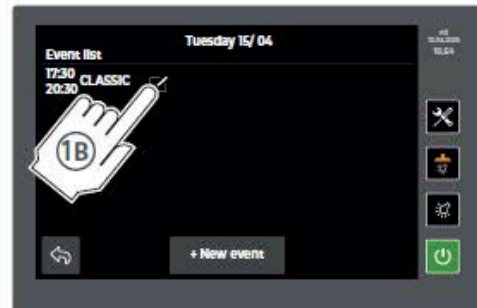 Tuesday 15/ 04
Event list
17:30
20:30 CLASSIC
1B
+ New event